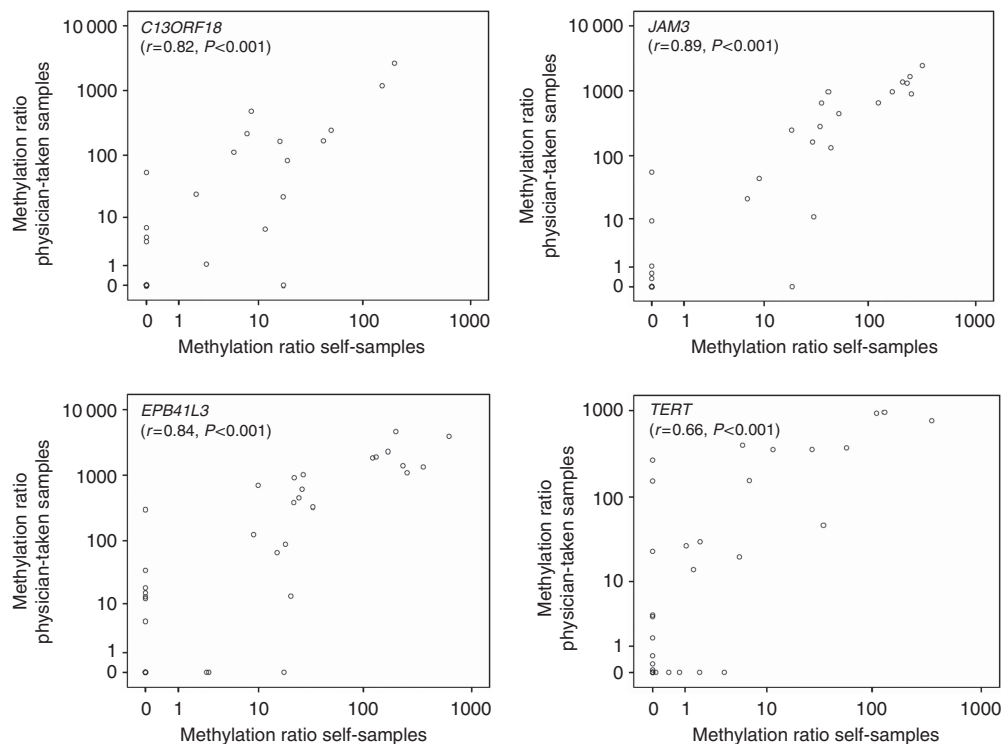 C13ORF18
(r=0.82, P<0.001)
10 000
1000
100
10
1
0
Methylation ratio
physician-taken samples
0 1 10 100 1000
Methylation ratio self-samples
JAM3
(r=0.89, P<0.001)
10 000
1000
100
10
1
0
Methylation ratio
physician-taken samples
0 1 10 100 1000
Methylation ratio self-samples
EPB41L3
(r=0.84, P<0.001)
10 000
1000
100
10
1
0
Methylation ratio
physician-taken samples
0 1 10 100 1000
Methylation ratio self-samples
TERT
(r=0.66, P<0.001)
1000
100
10
1
0
Methylation ratio
physician-taken samples
0 1 10 100 1000
Methylation ratio self-samples